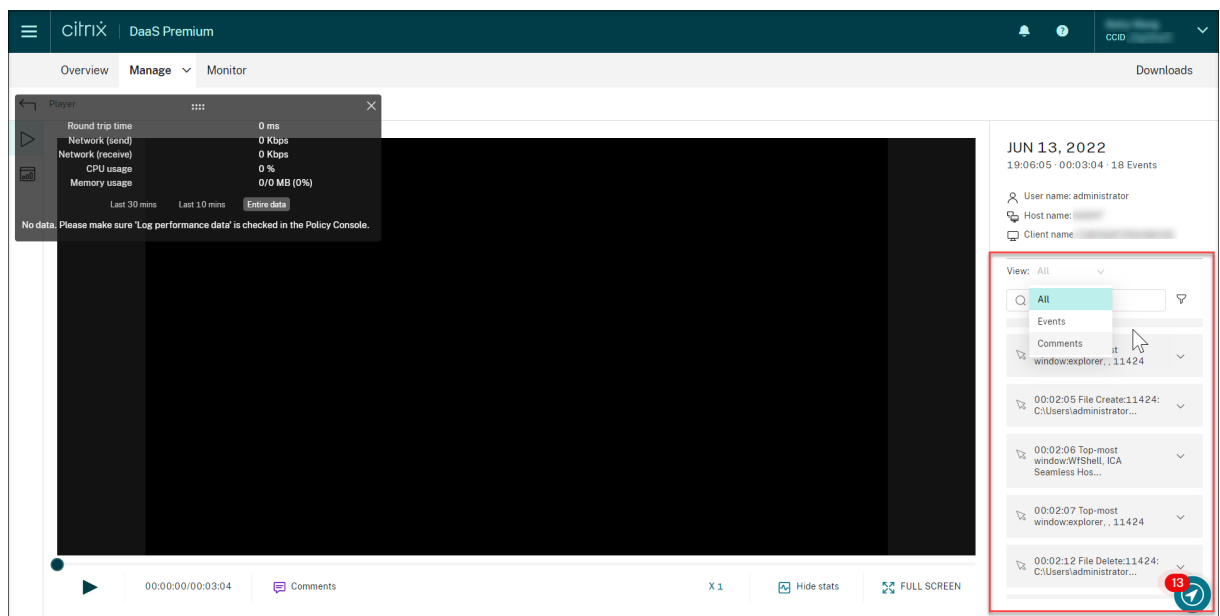 citrix DaaS Premium
CCID
Overview Manage Monitor Downloads
Player
Round trip time 0 ms
Network (send) 0 Kbps
Network (receive) 0 Kbps
CPU usage 0 %
Memory usage 0/0 MB (0%)
Last 30 mins Last 10 mins Entire data
No data. Please make sure 'Log performance data' is checked in the Policy Console.
JUN 13, 2022
19:06:05 · 00:03:04 · 18 Events
User name: administrator
Host name:
Client name
View: All
All
Events
Comments
window:explorer, , 11424
00:02:05 File Create:11424:
C:\Users\administrator...
00:02:06 Top-most
window:WfShell, ICA
Seamless Hos...
00:02:07 Top-most
window:explorer, , 11424
00:02:12 File Delete:11424:
C:\Users\administrator...
13
00:00:00/00:03:04 Comments X 1 Hide stats FULL SCREEN